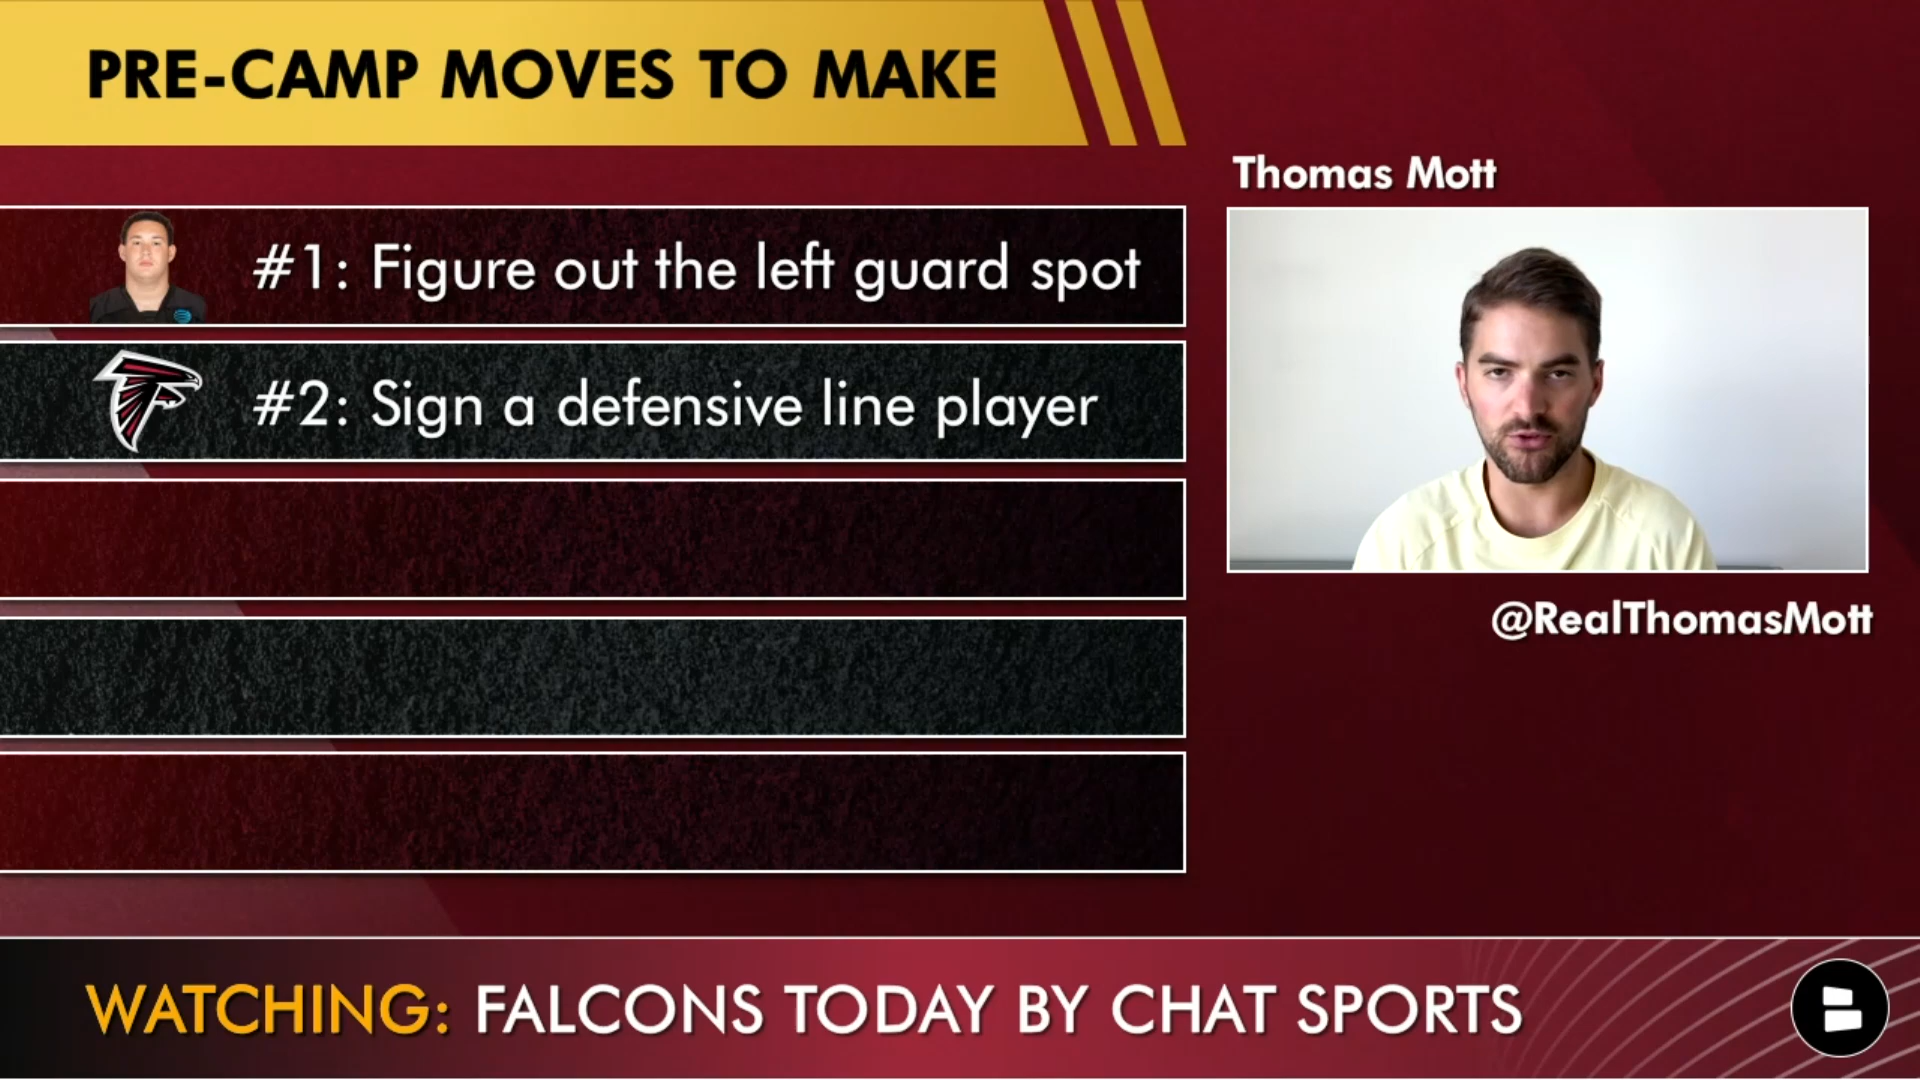 PRE-CAMP MOVES TO MAKE
Thomas Mott
#1: Figure out the left guard spot
#2: Sign a defensive line player
@RealThomasMott
WATCHING: FALCONS TODAY BY CHAT SPORTS